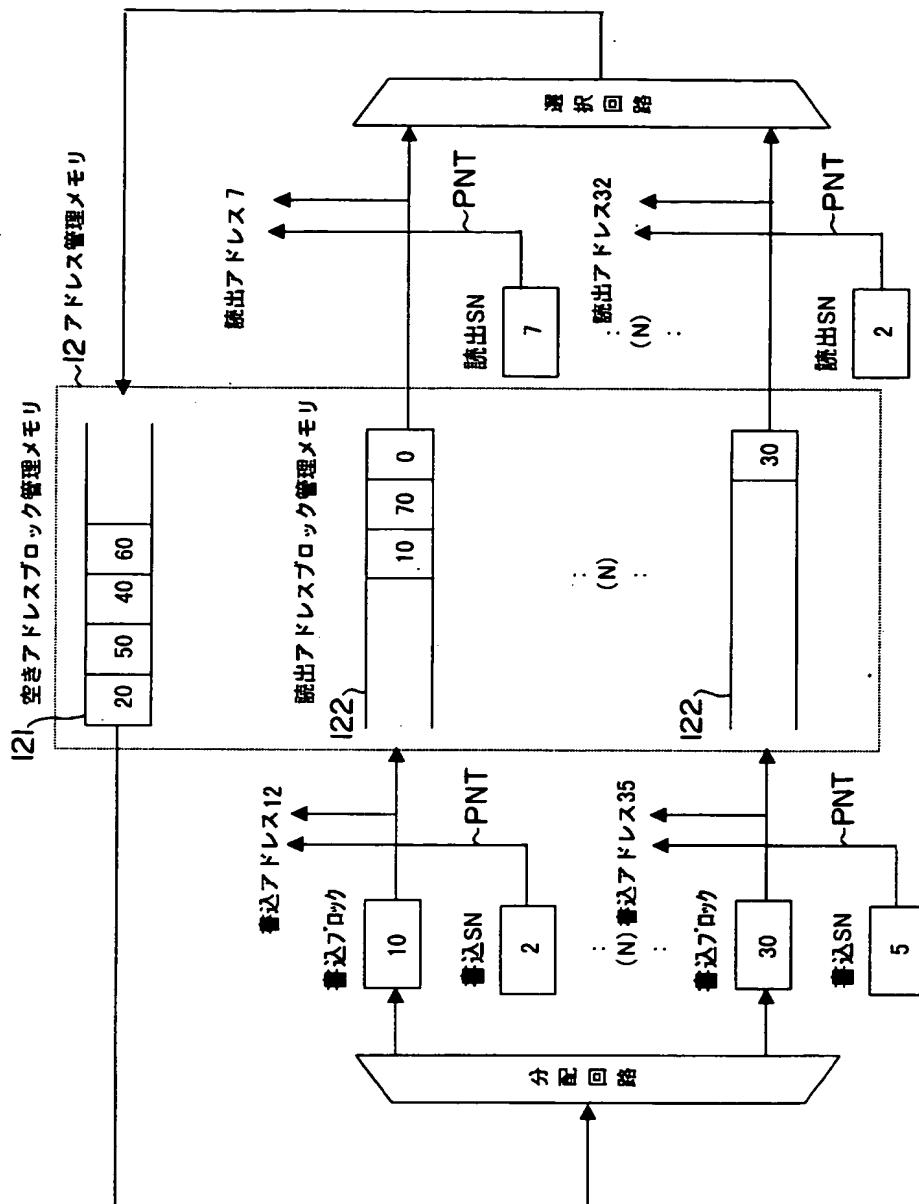 12 アドレス管理メモリ
121 空きアドレスブロック管理メモリ
20 50 40 60
読出アドレスブロック管理メモリ
122
10 70 0
:
(N)
:
122
30
分配回路
書込アドレス12
PNT
書込ブロック
10
書込SN
2
:
(N)
:
書込アドレス35
PNT
書込ブロック
30
書込SN
5
読出アドレス7
PNT
読出SN
7
:
(N)
:
読出アドレス32
PNT
読出SN
2
選択回路